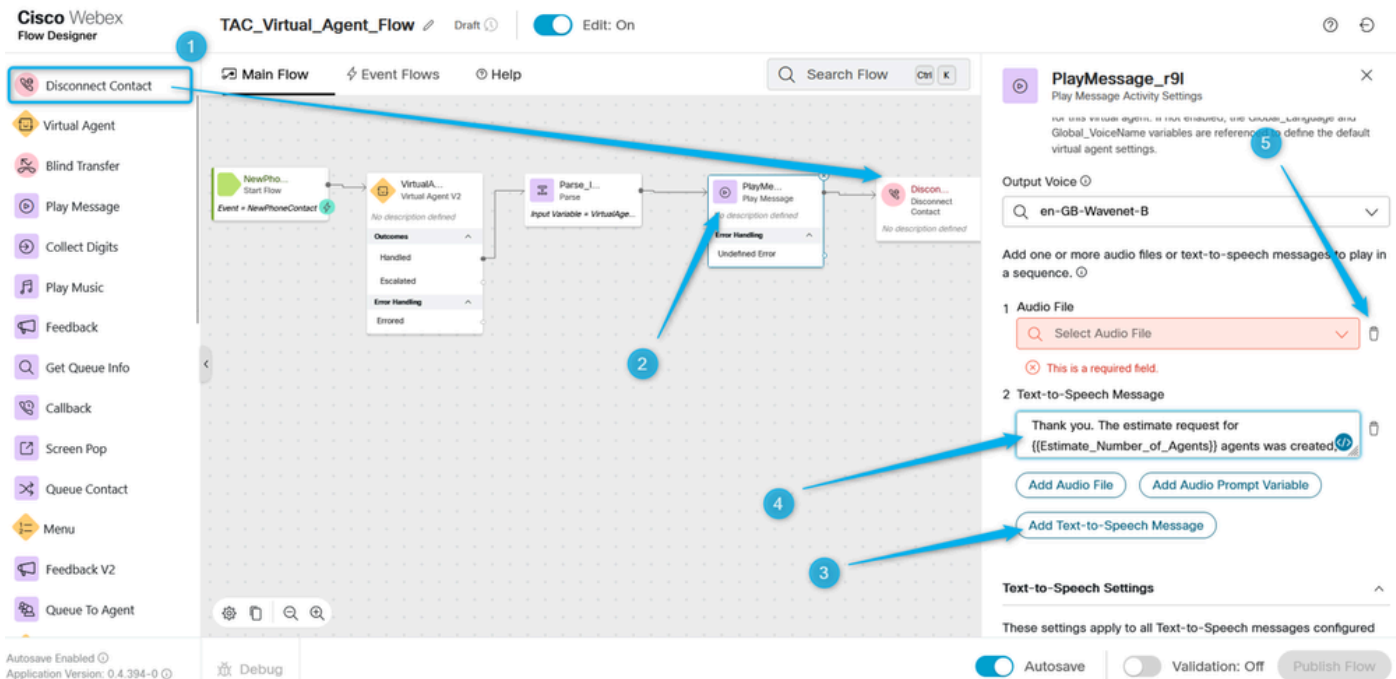 Cisco Webex
Flow Designer
TAC_Virtual_Agent_Flow
Draft
Edit: On
1
Disconnect Contact
Virtual Agent
Blind Transfer
Play Message
Collect Digits
Play Music
Feedback
Get Queue Info
Callback
Screen Pop
Queue Contact
Menu
Feedback V2
Queue To Agent
Main Flow
Event Flows
Help
Search Flow
Ctrl K
NewPho...
Start Flow
Event = NewPhoneContact
VirtualA...
Virtual Agent V2
No description defined
Outcomes
Handled
Escalated
Error Handling
Errored
Parse_I...
Parse
Input Variable = VirtualAge...
PlayMe...
Play Message
No description defined
Error Handling
Undefined Error
Discon...
Disconnect
Contact
No description defined
2
4
3
PlayMessage_r9l
Play Message Activity Settings
for this virtual agent. If not enabled, the Global_Language and
Global_VoiceName variables are referenced to define the default
virtual agent settings.
5
Output Voice
en-GB-Wavenet-B
Add one or more audio files or text-to-speech messages to play in
a sequence.
1 Audio File
Select Audio File
This is a required field.
2 Text-to-Speech Message
Thank you. The estimate request for
{{Estimate_Number_of_Agents}} agents was created,
Add Audio File
Add Audio Prompt Variable
Add Text-to-Speech Message
Text-to-Speech Settings
These settings apply to all Text-to-Speech messages configured
Autosave Enabled
Application Version: 0.4.394-0
Debug
Autosave
Validation: Off
Publish Flow